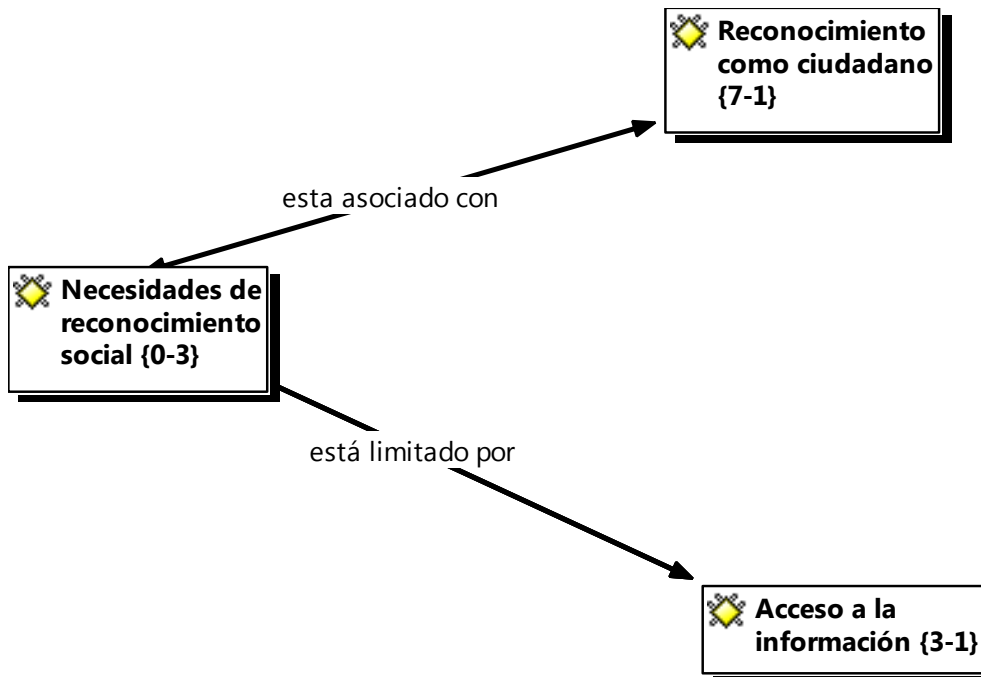 Reconocimiento
como ciudadano
{7-1}
esta asociado con
Necesidades de
reconocimiento
social {0-3}
está limitado por
Acceso a la
información {3-1}